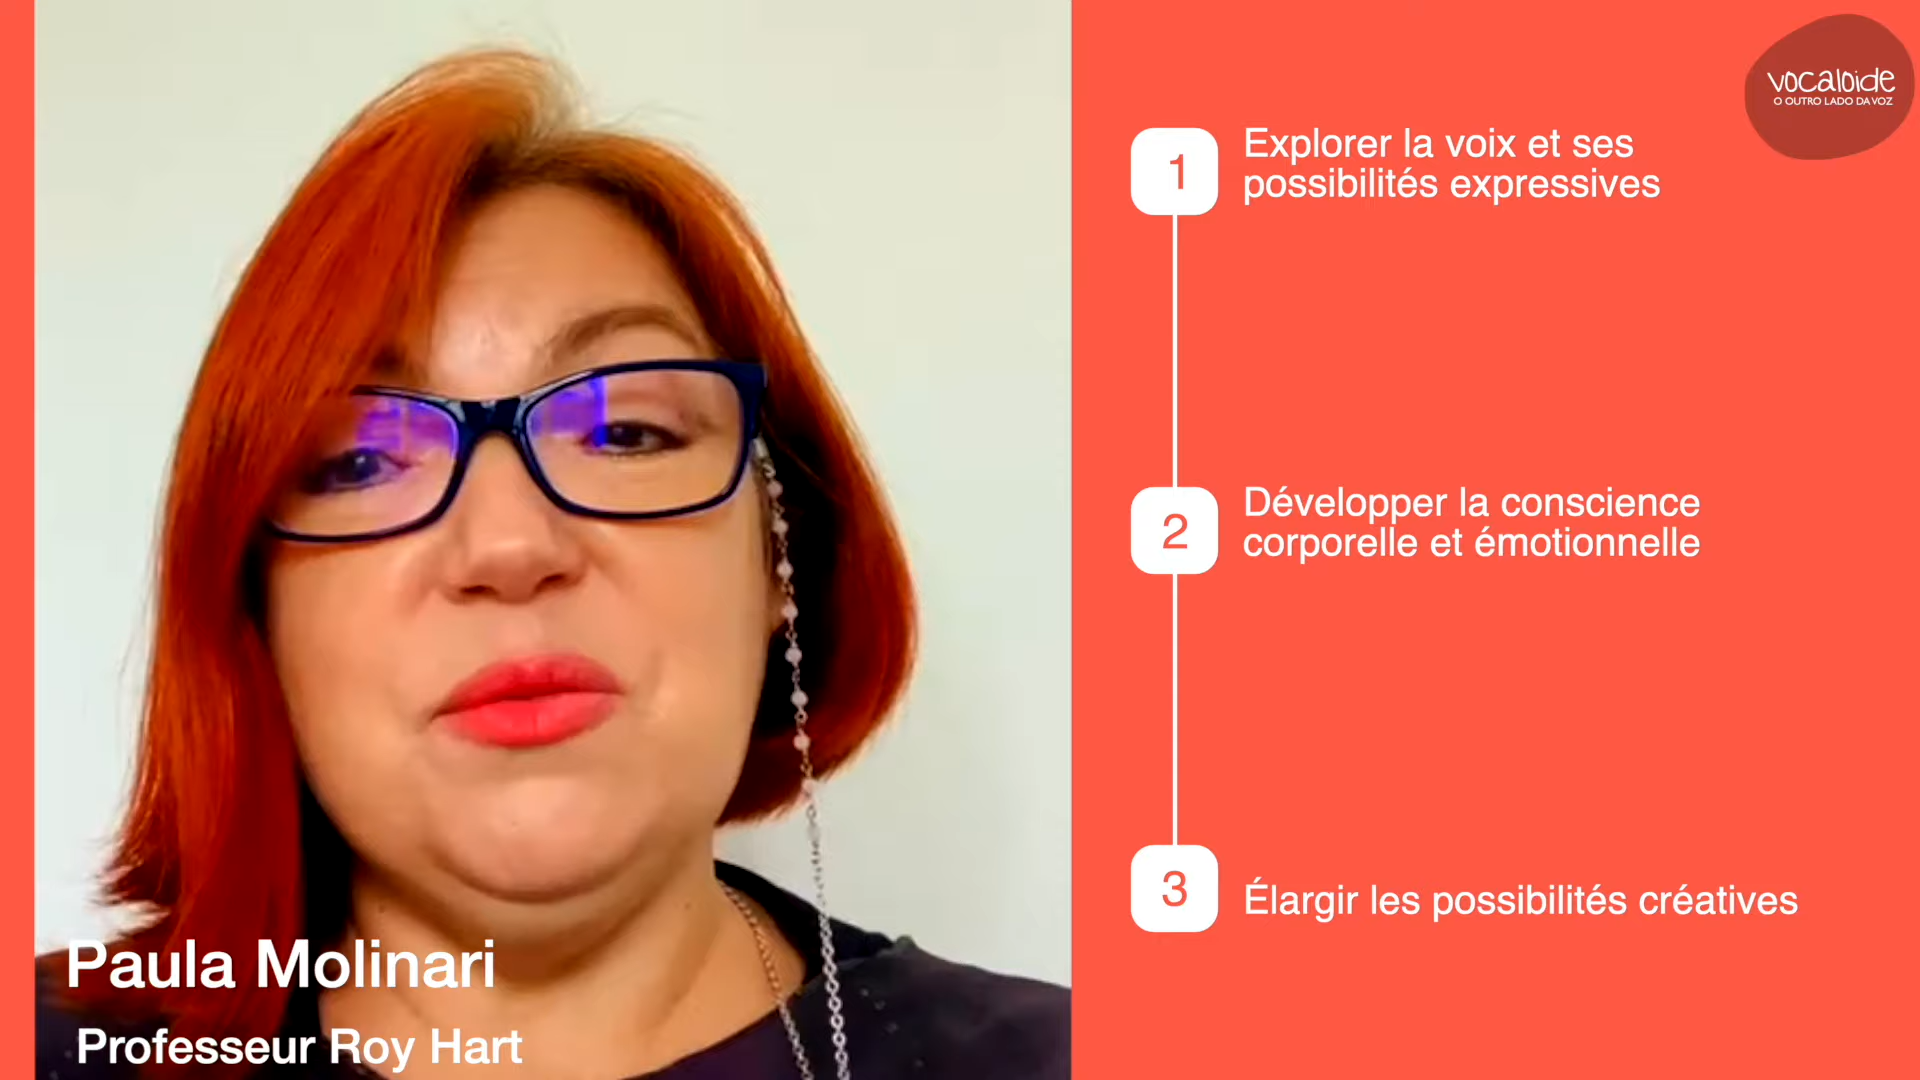 vocaloide
O OUTRO LADO DA VOZ
1
Explorer la voix et ses
possibilités expressives
2
Développer la conscience
corporelle et émotionnelle
3
Élargir les possibilités créatives
Paula Molinari
Professeur Roy Hart